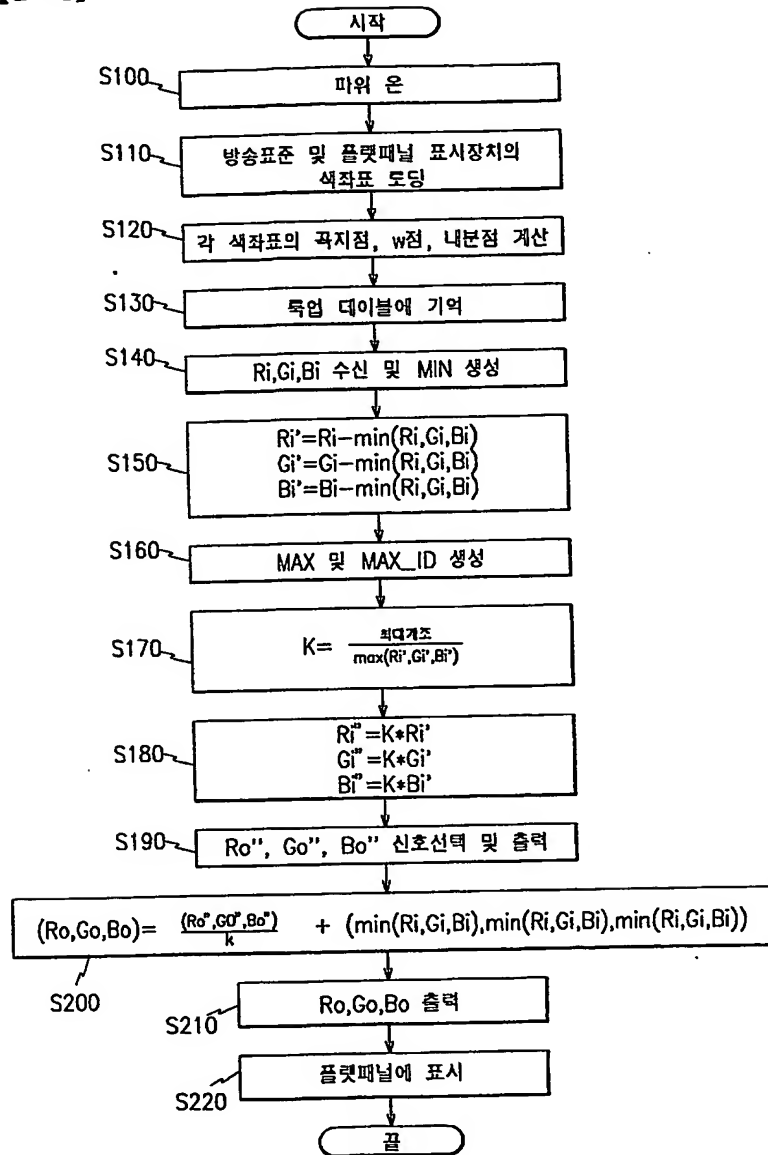 시작
S100
파워 온
S110
방송표준 및 플랫패널 표시장치의
색좌표 로딩
S120
각 색좌표의 꼭지점, w점, 내분점 계산
S130
룩업 테이블에 기억
S140
Ri,Gi,Bi 수신 및 MIN 생성
S150
Ri'=Ri-min(Ri,Gi,Bi)
Gi'=Gi-min(Ri,Gi,Bi)
Bi'=Bi-min(Ri,Gi,Bi)
S160
MAX 및 MAX_ID 생성
S170
K= 최대계조 / max(Ri',Gi',Bi')
S180
Ri"=K*Ri'
Gi"=K*Gi'
Bi"=K*Bi'
S190
Ro'', Go'', Bo'' 신호선택 및 출력
(Ro,Go,Bo)= (Ro",GO",Bo") / k + (min(Ri,Gi,Bi),min(Ri,Gi,Bi),min(Ri,Gi,Bi))
S200
Ro,Go,Bo 출력
S210
플랫패널에 표시
S220
끝